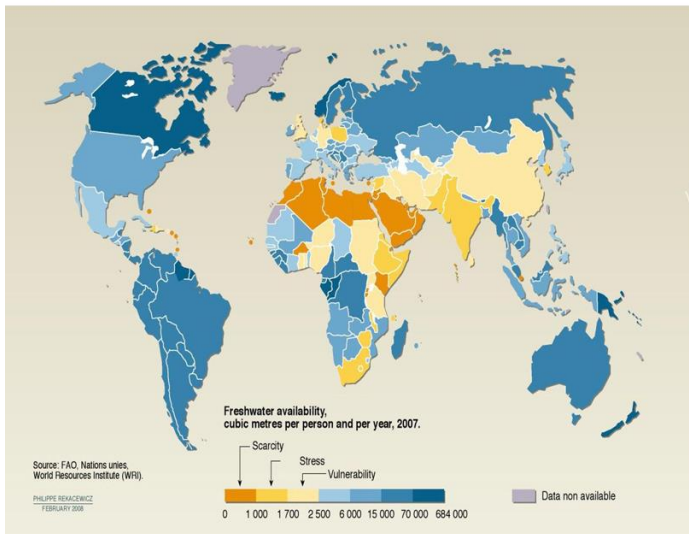 Freshwater availability,
cubic metres per person and per year, 2007.
Scarcity
Stress
Vulnerability
0 1 000 1 700 2 500 6 000 15 000 70 000 684 000
Data non available
Source: FAO, Nations unies,
World Resources Institute (WRI).
PHILIPPE REKACEWICZ
FEBRUARY 2008